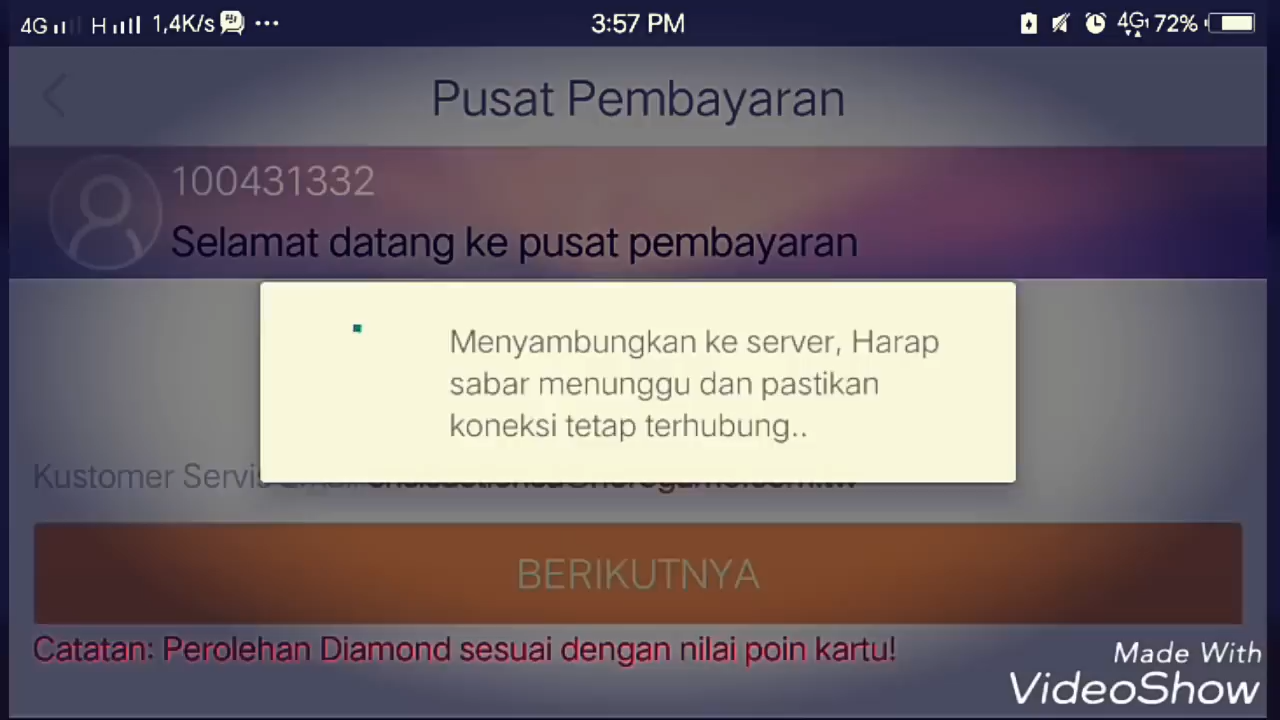 4G H 1,4K/s 3:57 PM 4G 72%
Pusat Pembayaran
100431332
Selamat datang ke pusat pembayaran
Menyambungkan ke server, Harap
sabar menunggu dan pastikan
koneksi tetap terhubung..
Kustomer Servis
BERIKUTNYA
Catatan: Perolehan Diamond sesuai dengan nilai poin kartu!
Made With
VideoShow